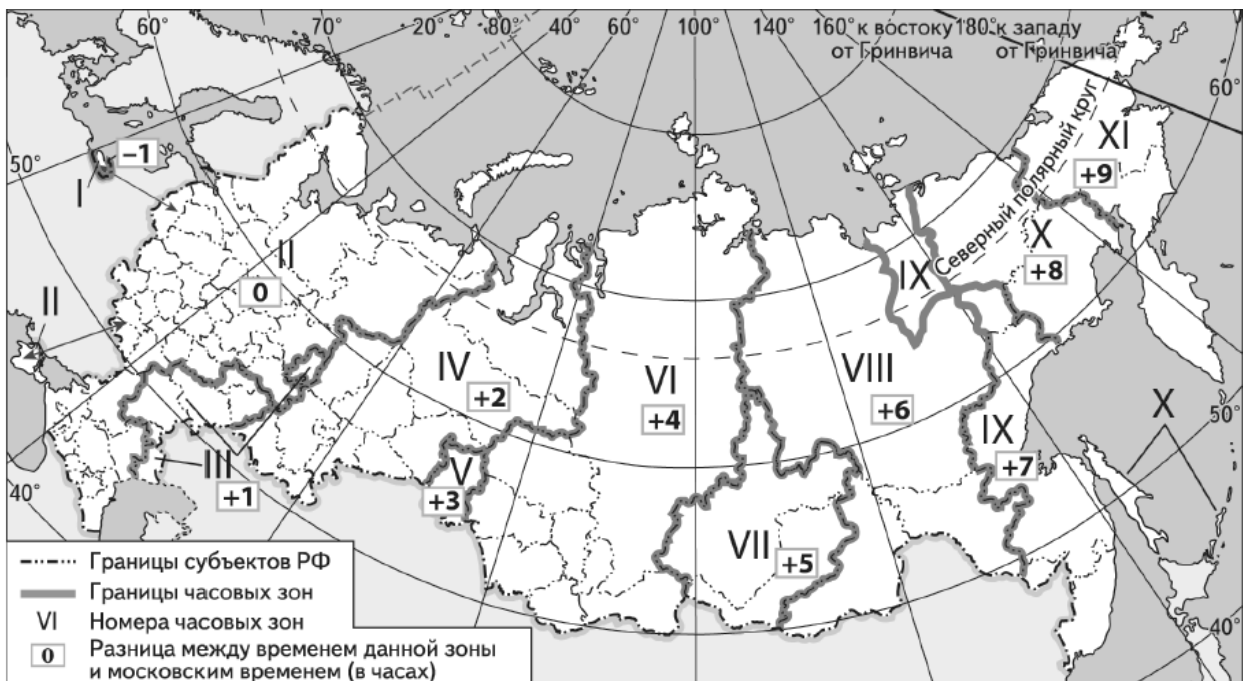 60° 70° 20° 40° 60° 80° 60° 100° 140° 160° к востоку 180° к западу
от Гринвича от Гринвича
60°
50°
–1
I
Северный полярный круг
XI
+9
II
0
X
+8
IX
II
IV
+2
VI
+4
VIII
+6
X
50°
IX
+7
V
+3
III
+1
40°
VII
+5
40°
Границы субъектов РФ
Границы часовых зон
VI Номера часовых зон
0 Разница между временем данной зоны
и московским временем (в часах)